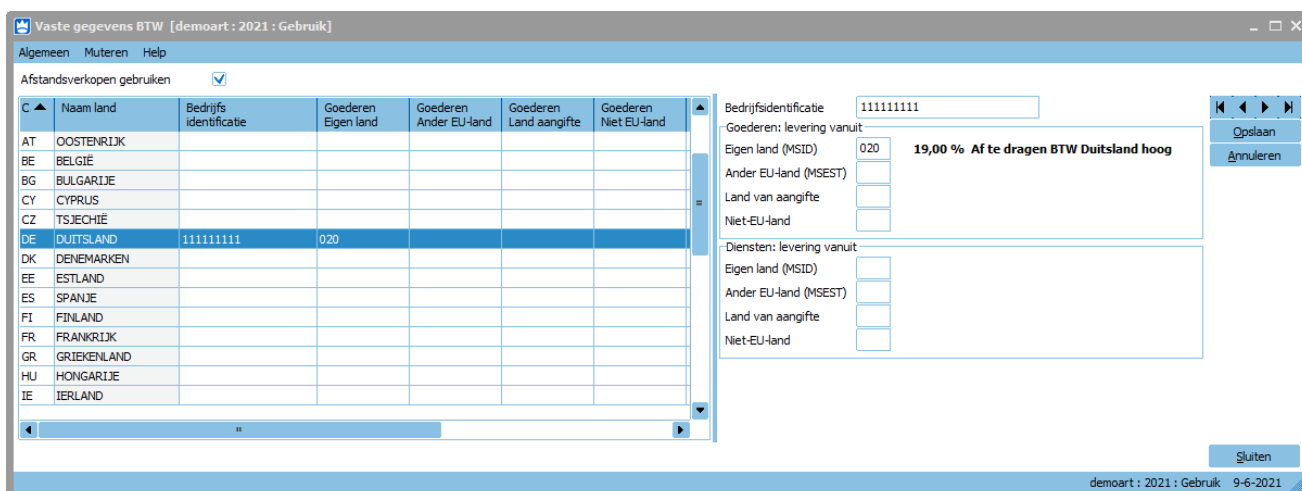 Vaste gegevens BTW [demoart : 2021 : Gebruik]
Algemeen Muteren Help
Afstandsverkopen gebruiken
C Naam land Bedrijfs identificatie Goederen Eigen land Goederen Ander EU-land Goederen Land aangifte Goederen Niet EU-land
AT OOSTENRIJK
BE BELGIË
BG BULGARIJE
CY CYPRUS
CZ TSJECHIË
DE DUITSLAND 111111111 020
DK DENEMARKEN
EE ESTLAND
ES SPANJE
FI FINLAND
FR FRANKRIJK
GR GRIEKENLAND
HU HONGARIJE
IE IERLAND
Bedrijfsidentificatie 111111111
Goederen: levering vanuit
Eigen land (MSID) 020 19,00 % Af te dragen BTW Duitsland hoog
Ander EU-land (MSEST)
Land van aangifte
Niet-EU-land
Diensten: levering vanuit
Eigen land (MSID)
Ander EU-land (MSEST)
Land van aangifte
Niet-EU-land
Opslaan
Annuleren
Sluiten
demoart : 2021 : Gebruik 9-6-2021